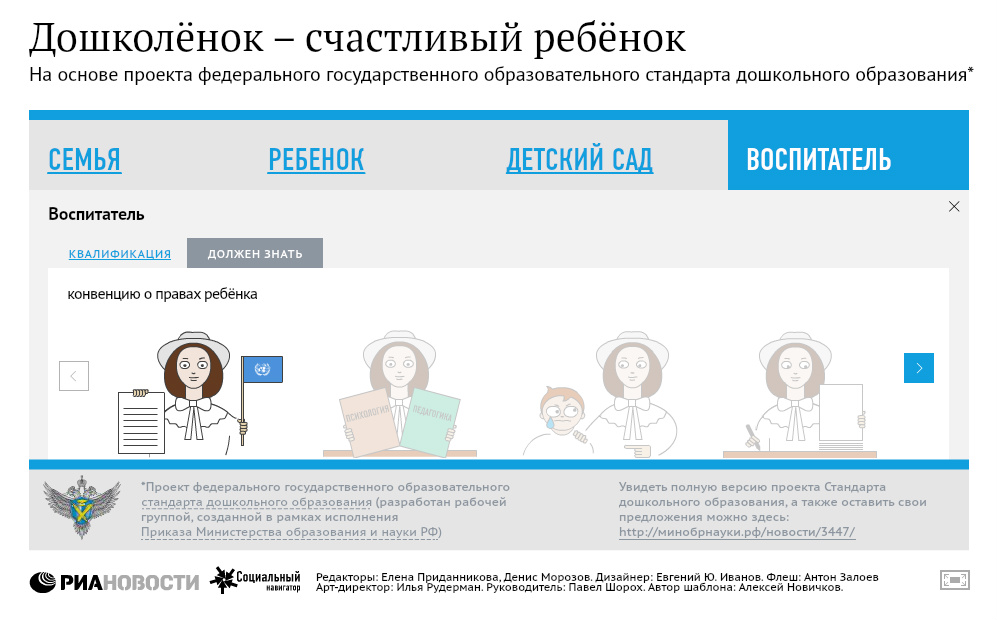 Дошколёнок – счастливый ребёнок
На основе проекта федерального государственного образовательного стандарта дошкольного образования*
СЕМЬЯ РЕБЕНОК ДЕТСКИЙ САД ВОСПИТАТЕЛЬ
Воспитатель
КВАЛИФИКАЦИЯ ДОЛЖЕН ЗНАТЬ
конвенцию о правах ребёнка
ПСИХОЛОГИЯ ПЕДАГОГИКА
*Проект федерального государственного образовательного
стандарта дошкольного образования (разработан рабочей
группой, созданной в рамках исполнения
Приказа Министерства образования и науки РФ)
Увидеть полную версию проекта Стандарта
дошкольного образования, а также оставить свои
предложения можно здесь:
http://минобрнауки.рф/новости/3447/
РИАНОВОСТИ
Социальный
навигатор
Редакторы: Елена Приданникова, Денис Морозов. Дизайнер: Евгений Ю. Иванов. Флеш: Антон Залоев
Арт-директор: Илья Рудерман. Руководитель: Павел Шорох. Автор шаблона: Алексей Новичков.